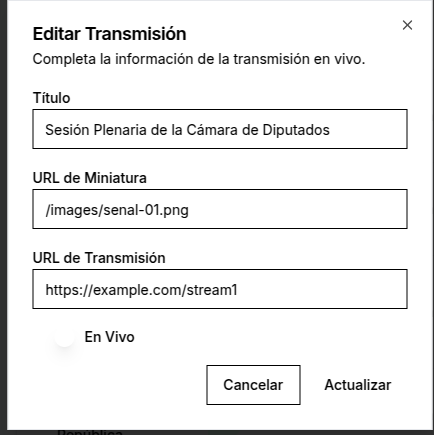 Editar Transmisión
Completa la información de la transmisión en vivo.
Título
Sesión Plenaria de la Cámara de Diputados
URL de Miniatura
/images/senal-01.png
URL de Transmisión
https://example.com/stream1
En Vivo
Cancelar Actualizar
República